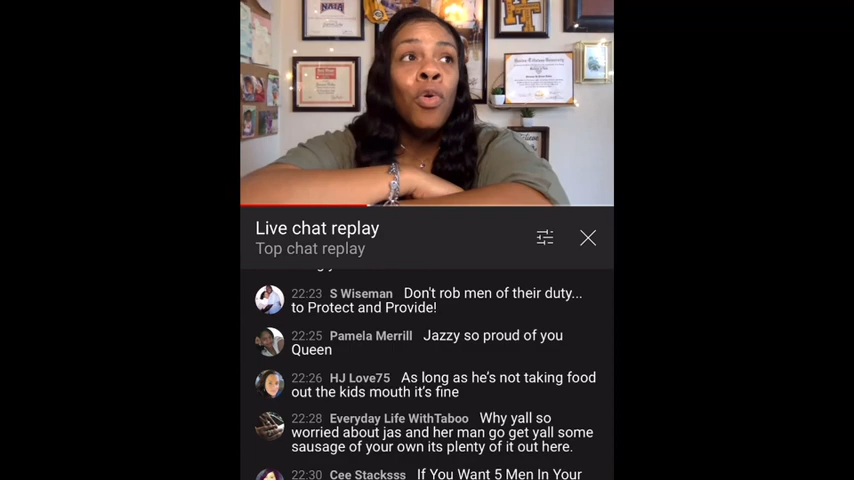 NAIA
Live chat replay
Top chat replay
22:23 S Wiseman Don't rob men of their duty...
to Protect and Provide!
22:25 Pamela Merrill Jazzy so proud of you
Queen
22:26 HJ Love75 As long as he's not taking food
out the kids mouth it's fine
22:28 Everyday Life WithTaboo Why yall so
worried about jas and her man go get yall some
sausage of your own its plenty of it out here.
22:30 Cee Stacksss If You Want 5 Men In Your